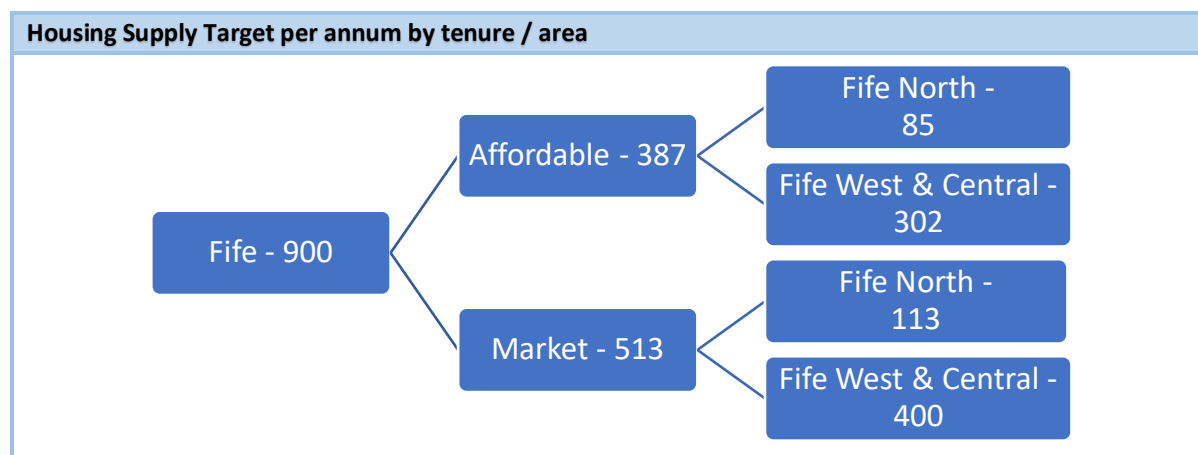 Housing Supply Target per annum by tenure / area
Fife - 900
Affordable - 387
Fife North -
85
Fife West & Central -
302
Market - 513
Fife North -
113
Fife West & Central -
400